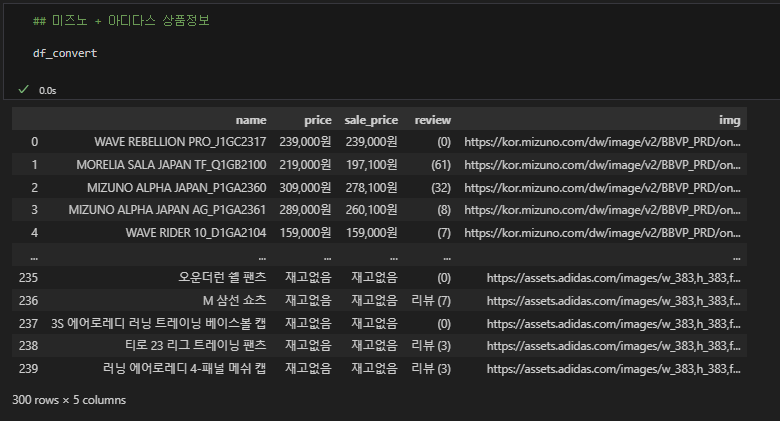 ## 미즈노 + 아디다스 상품정보
df_convert
0.0s
name price sale_price review img
0 WAVE REBELLION PRO_J1GC2317 239,000원 239,000원 (0) https://kor.mizuno.com/dw/image/v2/BBVP_PRD/on...
1 MORELIA SALA JAPAN TF_Q1GB2100 219,000원 197,100원 (61) https://kor.mizuno.com/dw/image/v2/BBVP_PRD/on...
2 MIZUNO ALPHA JAPAN_P1GA2360 309,000원 278,100원 (32) https://kor.mizuno.com/dw/image/v2/BBVP_PRD/on...
3 MIZUNO ALPHA JAPAN AG_P1GA2361 289,000원 260,100원 (8) https://kor.mizuno.com/dw/image/v2/BBVP_PRD/on...
4 WAVE RIDER 10_D1GA2104 159,000원 159,000원 (7) https://kor.mizuno.com/dw/image/v2/BBVP_PRD/on...
... ... ... ... ... ...
235 오운더런 쉘 팬츠 재고없음 재고없음 (0) https://assets.adidas.com/images/w_383,h_383,f...
236 M 삼선 쇼츠 재고없음 재고없음 리뷰 (7) https://assets.adidas.com/images/w_383,h_383,f...
237 3S 에어로레디 러닝 트레이닝 베이스볼 캡 재고없음 재고없음 (0) https://assets.adidas.com/images/w_383,h_383,f...
238 티로 23 리그 트레이닝 팬츠 재고없음 재고없음 리뷰 (3) https://assets.adidas.com/images/w_383,h_383,f...
239 러닝 에어로레디 4-패널 메쉬 캡 재고없음 재고없음 리뷰 (3) https://assets.adidas.com/images/w_383,h_383,f...
300 rows × 5 columns